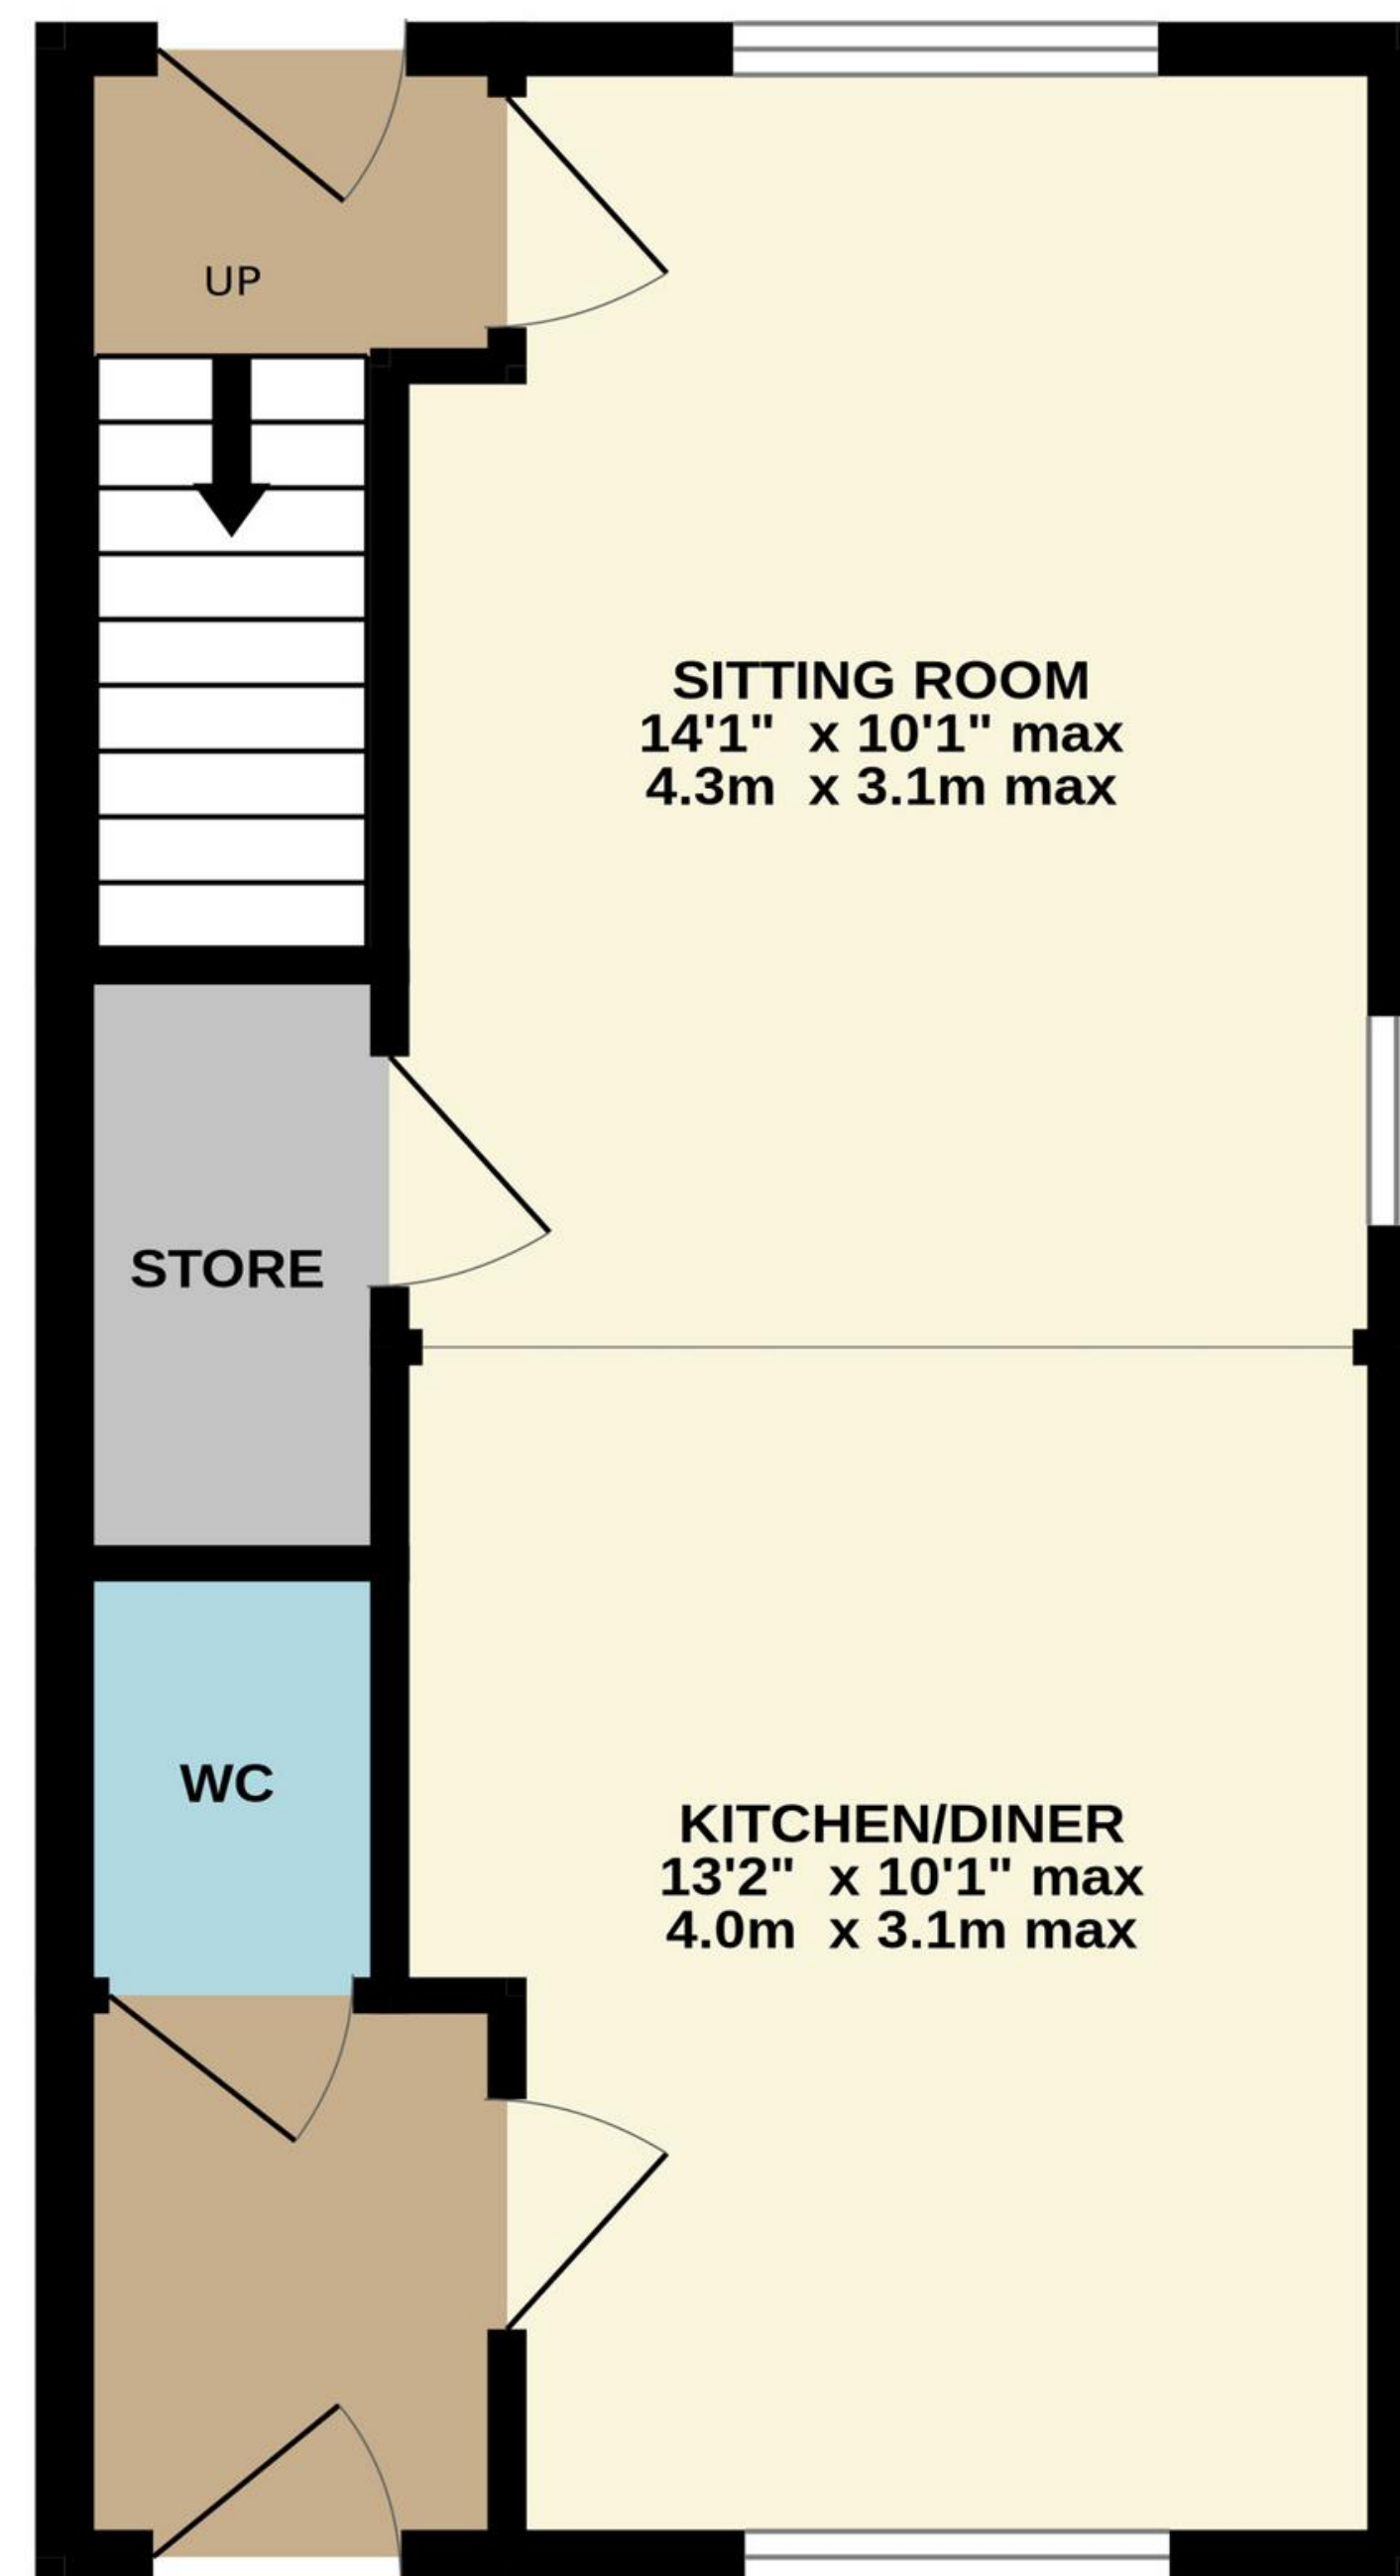 UP
SITTING ROOM
14'1" x 10'1" max
4.3m x 3.1m max
STORE
WC
KITCHEN/DINER
13'2" x 10'1" max
4.0m x 3.1m max